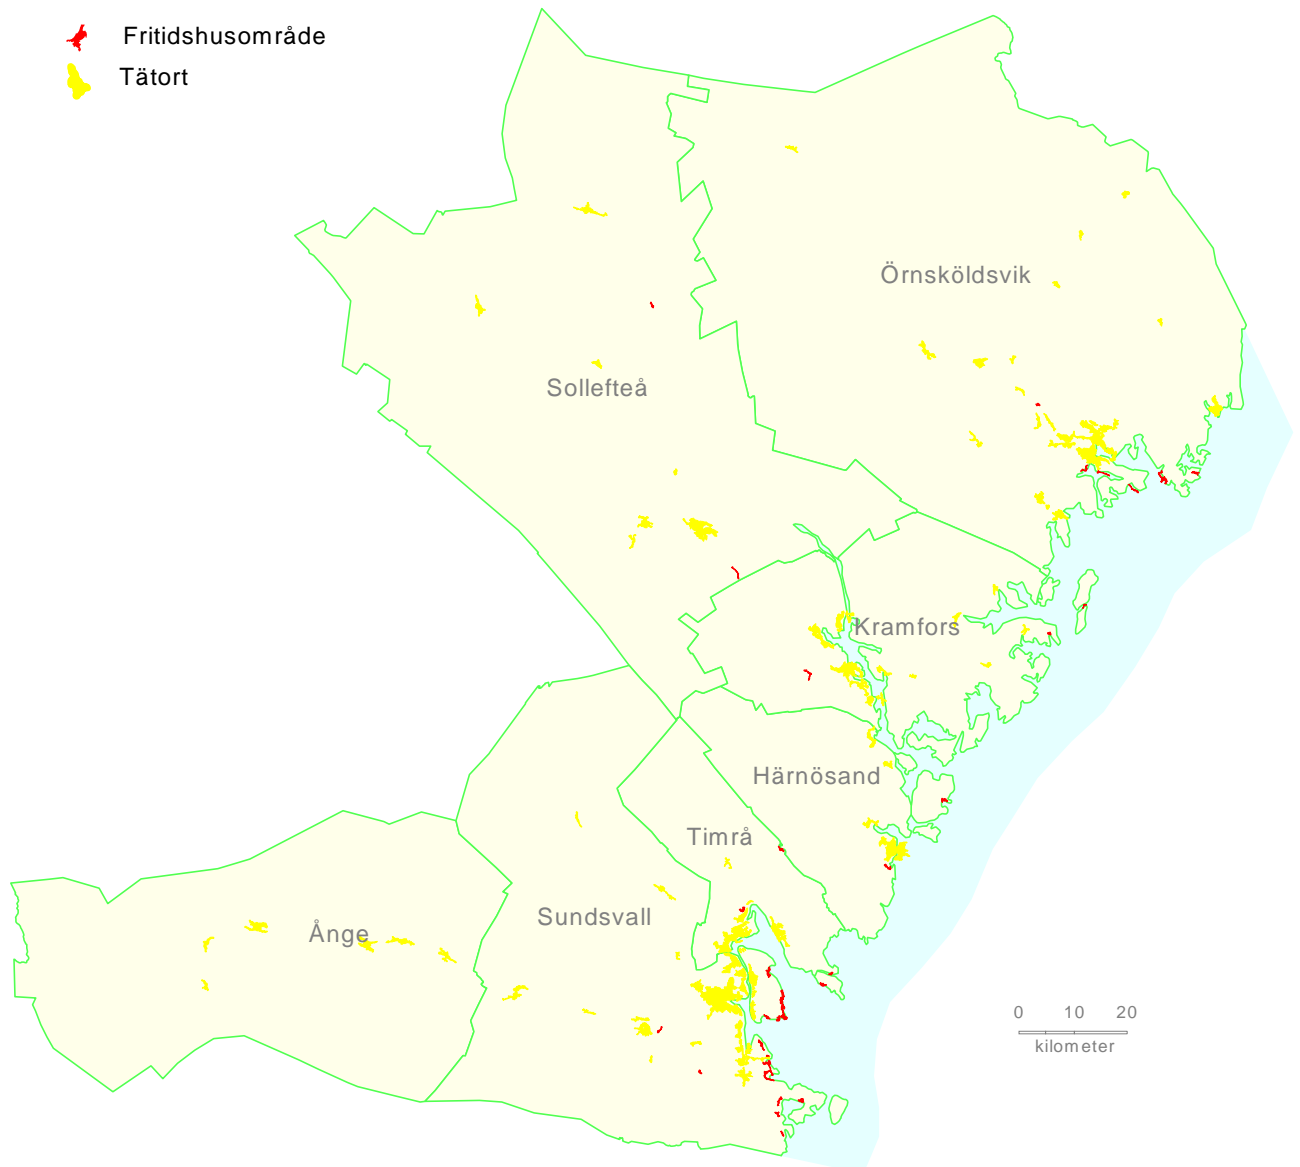 Fritidshusområde
Tätort
Örnsköldsvik
Sollefteå
Kramfors
Härnösand
Timrå
Sundsvall
Ånge
0 10 20
kilometer